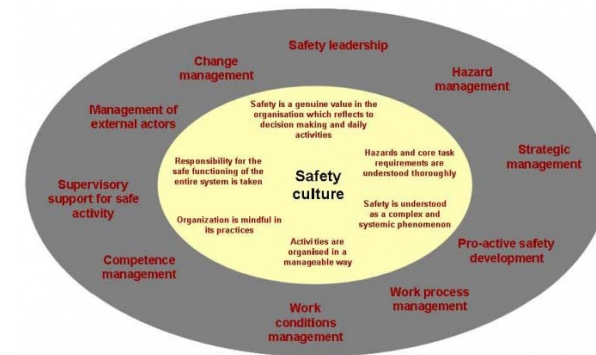 Safety leadership
Change
management
Hazard
management
Management of
external actors
Strategic
management
Supervisory
support for safe
activity
Pro-active safety
development
Competence
management
Work process
management
Work
conditions
management
Safety is a genuine value in the
organisation which reflects to
decision making and daily
activities
Responsibility for the
safe functioning of the
entire system is taken
Hazards and core task
requirements are
understood thoroughly
Safety
culture
Organization is mindful in
its practices
Safety is understood
as a complex and
systemic phenomenon
Activities are
organised in a
manageable way